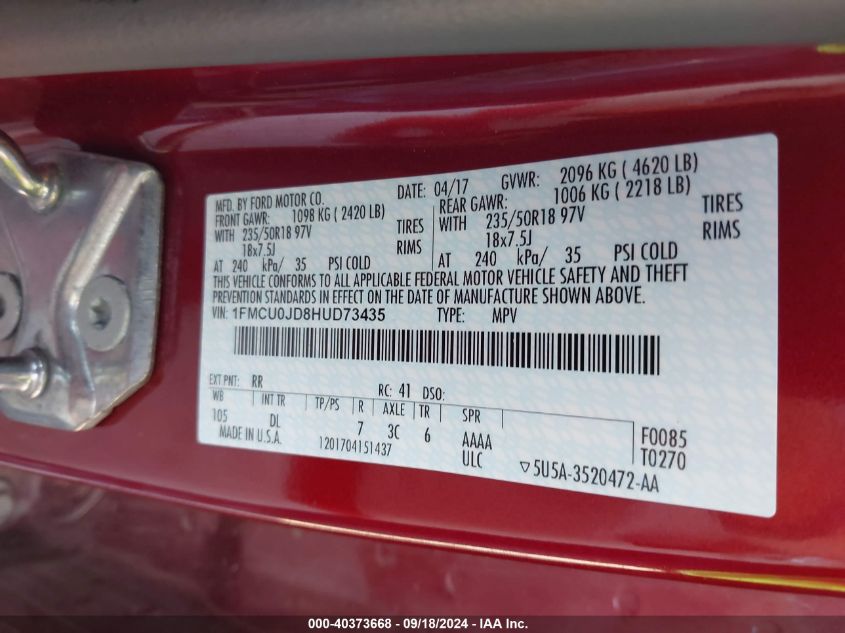 MFD. BY FORD MOTOR CO. DATE: 04/17 GVWR: 2096 KG ( 4620 LB)
FRONT GAWR: 1098 KG ( 2420 LB) REAR GAWR: 1006 KG ( 2218 LB)
WITH 235/50R18 97V TIRES WITH 235/50R18 97V TIRES
18x7.5J RIMS 18x7.5J RIMS
AT 240 kPa/ 35 PSI COLD AT 240 kPa/ 35 PSI COLD
THIS VEHICLE CONFORMS TO ALL APPLICABLE FEDERAL MOTOR VEHICLE SAFETY AND THEFT
PREVENTION STANDARDS IN EFFECT ON THE DATE OF MANUFACTURE SHOWN ABOVE.
VIN: 1FMCU0JD8HUD73435 TYPE: MPV
EXT PNT: RR RC: 41 DSO:
WB INT TR TP/PS R AXLE TR SPR
105 DL 7 3C 6 AAAA F0085
MADE IN U.S.A. 1201704151437 ULC ▽5U5A-3520472-AA T0270
000-40373668 - 09/18/2024 - IAAI.com, Inc.